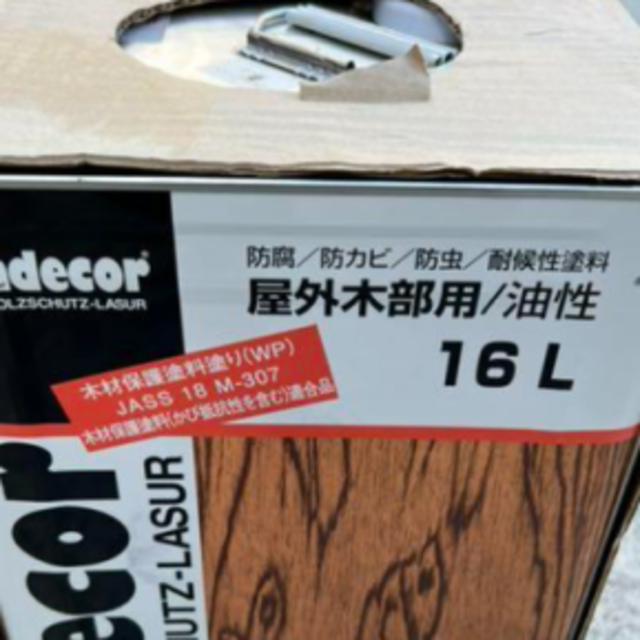 adecor®
OLZSCHUTZ-LASUR
防腐／防カビ／防虫／耐候性塗料
屋外木部用/油性
16 L
木材保護塗料塗り(WP)
JASS 18 M-307
木材保護塗料(かび抵抗性を含む)適合品
ecor
HUTZ-LASUR